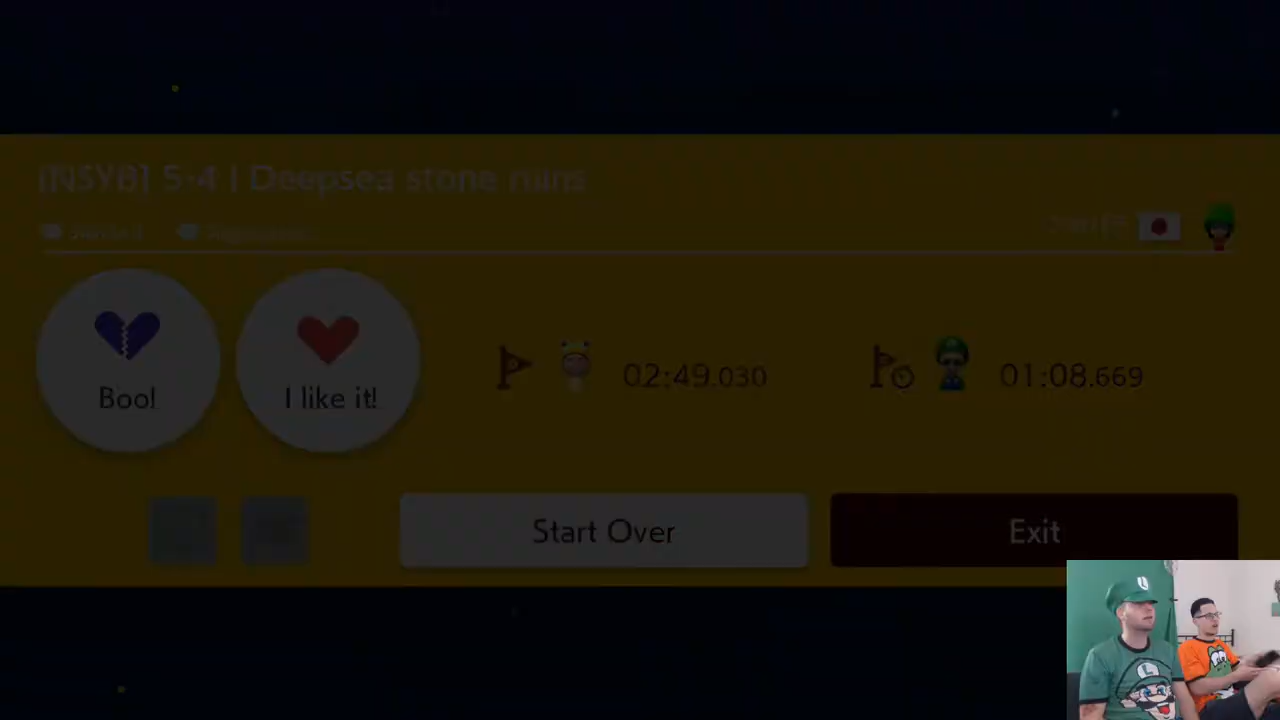 [NSYB] 5-4 | Deepsea stone ruins
Boo!
I like it!
02:49.030
01:08.669
Start Over
Exit